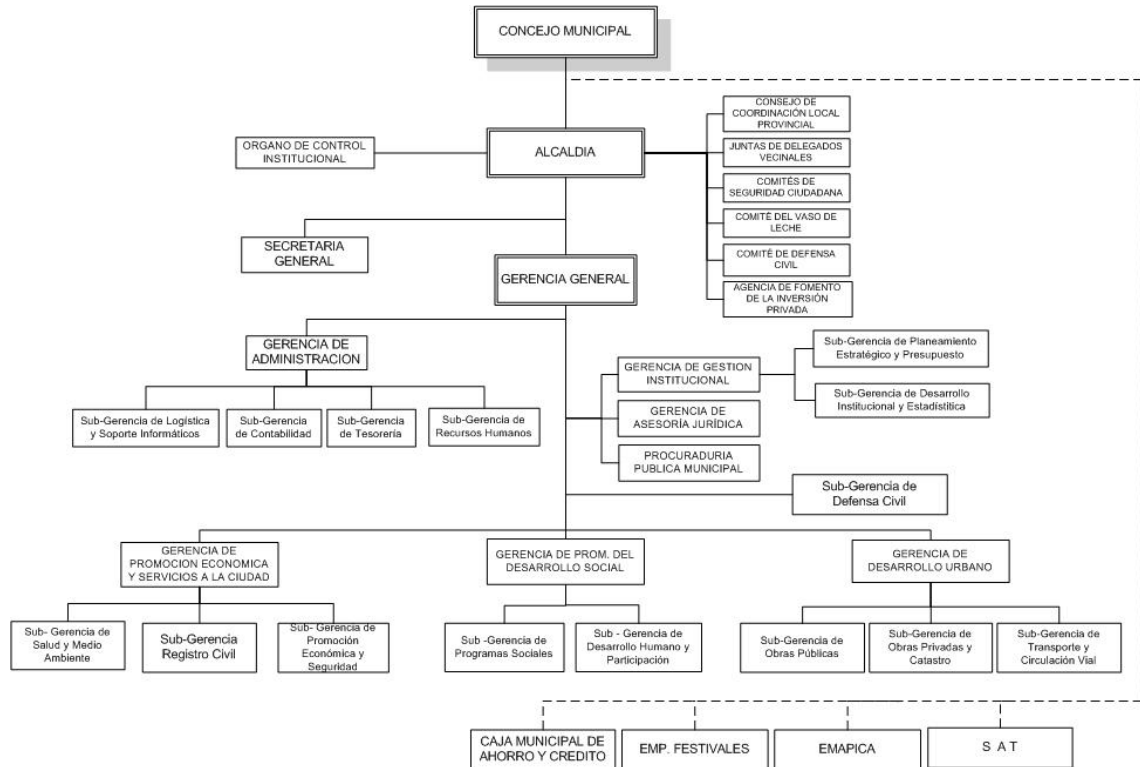 CONCEJO MUNICIPAL
CONSEJO DE
COORDINACIÓN LOCAL
PROVINCIAL
ORGANO DE CONTROL
INSTITUCIONAL
ALCALDIA
JUNTAS DE DELEGADOS
VECINALES
COMITÉS DE
SEGURIDAD CIUDADANA
COMITÉ DEL VASO DE
LECHE
SECRETARIA
GENERAL
COMITÉ DE DEFENSA
CIVIL
GERENCIA GENERAL
AGENCIA DE FOMENTO
DE LA INVERSIÓN
PRIVADA
GERENCIA DE
ADMINISTRACION
Sub-Gerencia de Planeamiento
Estratégico y Presupuesto
GERENCIA DE GESTION
INSTITUCIONAL
Sub-Gerencia de Desarrollo
Institucional y Estadístitica
Sub-Gerencia de Logística
y Soporte Informáticos
Sub-Gerencia
de Contabilidad
Sub-Gerencia
de Tesorería
Sub-Gerencia de
Recursos Humanos
GERENCIA DE
ASESORÍA JURÍDICA
PROCURADURIA
PUBLICA MUNICIPAL
Sub-Gerencia de
Defensa Civil
GERENCIA DE
PROMOCION ECONOMICA
Y SERVICIOS A LA CIUDAD
GERENCIA DE PROM. DEL
DESARROLLO SOCIAL
GERENCIA DE
DESARROLLO URBANO
Sub- Gerencia de
Salud y Medio
Ambiente
Sub-Gerencia
Registro Civil
Sub- Gerencia de
Promoción
Económica y
Seguridad
Sub -Gerencia de
Programas Sociales
Sub - Gerencia de
Desarrollo Humano y
Participación
Sub-Gerencia de
Obras Públicas
Sub-Gerencia de
Obras Privadas y
Catastro
Sub-Gerencia de
Transporte y
Circulación Vial
CAJA MUNICIPAL DE
AHORRO Y CREDITO
EMP. FESTIVALES
EMAPICA
S A T